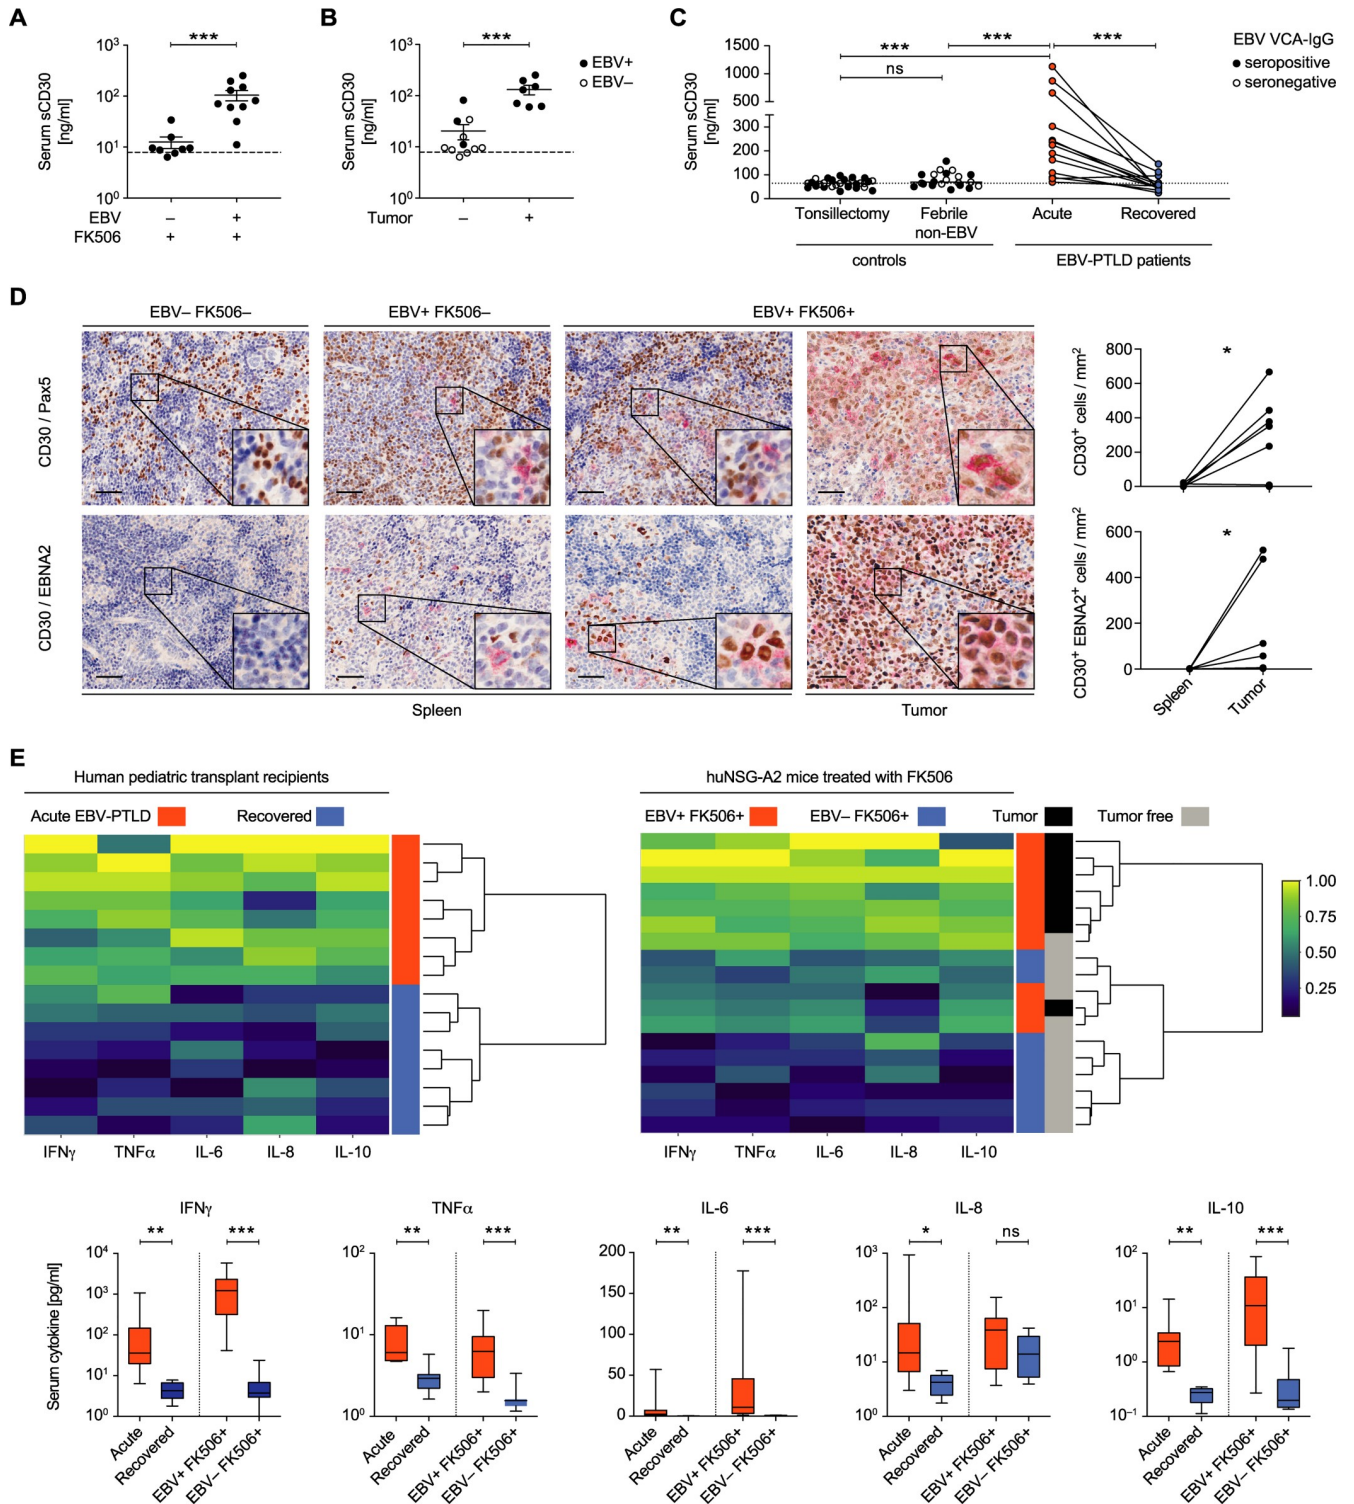 A
***
Serum sCD30
[ng/ml]
10³
10²
10¹
10⁰
EBV – +
FK506 + +
B
***
Serum sCD30
[ng/ml]
10³
10²
10¹
10⁰
Tumor – +
EBV+
EBV–
C
*** *** ***
ns
Serum sCD30
[ng/ml]
1500
1000
500
300
200
100
0
Tonsillectomy Febrile non-EBV Acute Recovered
controls EBV-PTLD patients
EBV VCA-IgG
seropositive
seronegative
D
EBV– FK506– EBV+ FK506– EBV+ FK506+
CD30 / Pax5
CD30 / EBNA2
Spleen Tumor
CD30⁺ cells / mm²
800
600
400
200
0
*
CD30⁺ EBNA2⁺ cells / mm²
600
400
200
0
*
Spleen Tumor
E
Human pediatric transplant recipients
Acute EBV-PTLD Recovered
IFNγ TNFα IL-6 IL-8 IL-10
huNSG-A2 mice treated with FK506
EBV+ FK506+ EBV– FK506+ Tumor Tumor free
IFNγ TNFα IL-6 IL-8 IL-10
1.00
0.75
0.50
0.25
Serum cytokine [pg/ml]
IFNγ
** ***
10⁴
10³
10²
10¹
10⁰
Acute Recovered EBV+ FK506+ EBV– FK506+
TNFα
** ***
10²
10¹
10⁰
Acute Recovered EBV+ FK506+ EBV– FK506+
IL-6
** ***
200
150
100
50
0
Acute Recovered EBV+ FK506+ EBV– FK506+
IL-8
* ns
10³
10²
10¹
10⁰
Acute Recovered EBV+ FK506+ EBV– FK506+
IL-10
** ***
10²
10¹
10⁰
10⁻¹
Acute Recovered EBV+ FK506+ EBV– FK506+